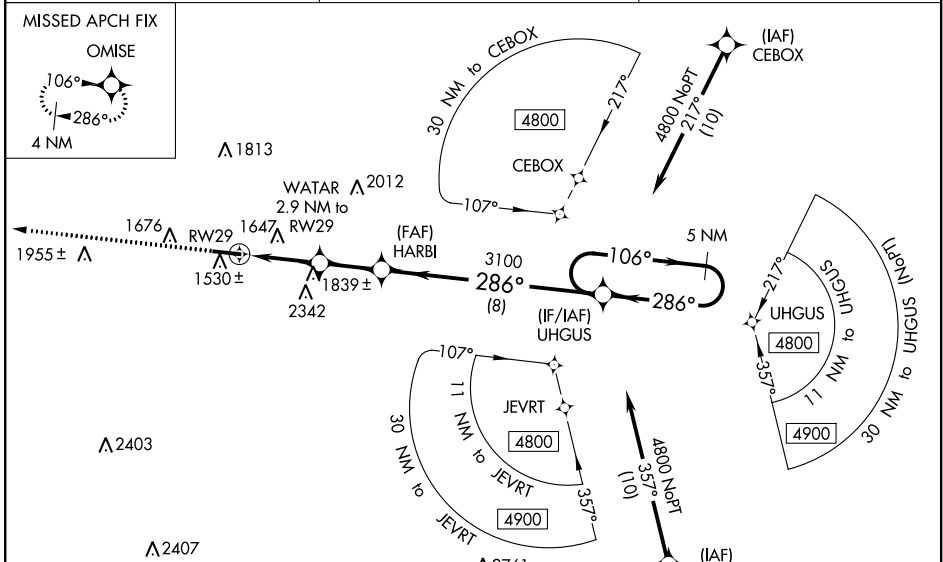 MISSED APCH FIX
OMISE
106°
286°
4 NM
1813
2012
WATAR
2.9 NM to
RW29
1676
1647
RW29
1955 ±
1530 ±
1839 ±
2342
(FAF)
HARBI
3100
286°
(8)
106°
5 NM
286°
(IF/IAF)
UHGUS
30 NM to CEBOX
4800
217°
CEBOX
107°
(IAF)
CEBOX
4800 NoPT
217°
(10)
217°
UHGUS
4800
357°
11 NM to UHGUS
4900
30 NM to UHGUS (NoPT)
107°
JEVRT
4800
11 NM to JEVRT
357°
4900
30 NM to JEVRT
4800 NoPT
357°
(10)
(IAF)
2403
2407